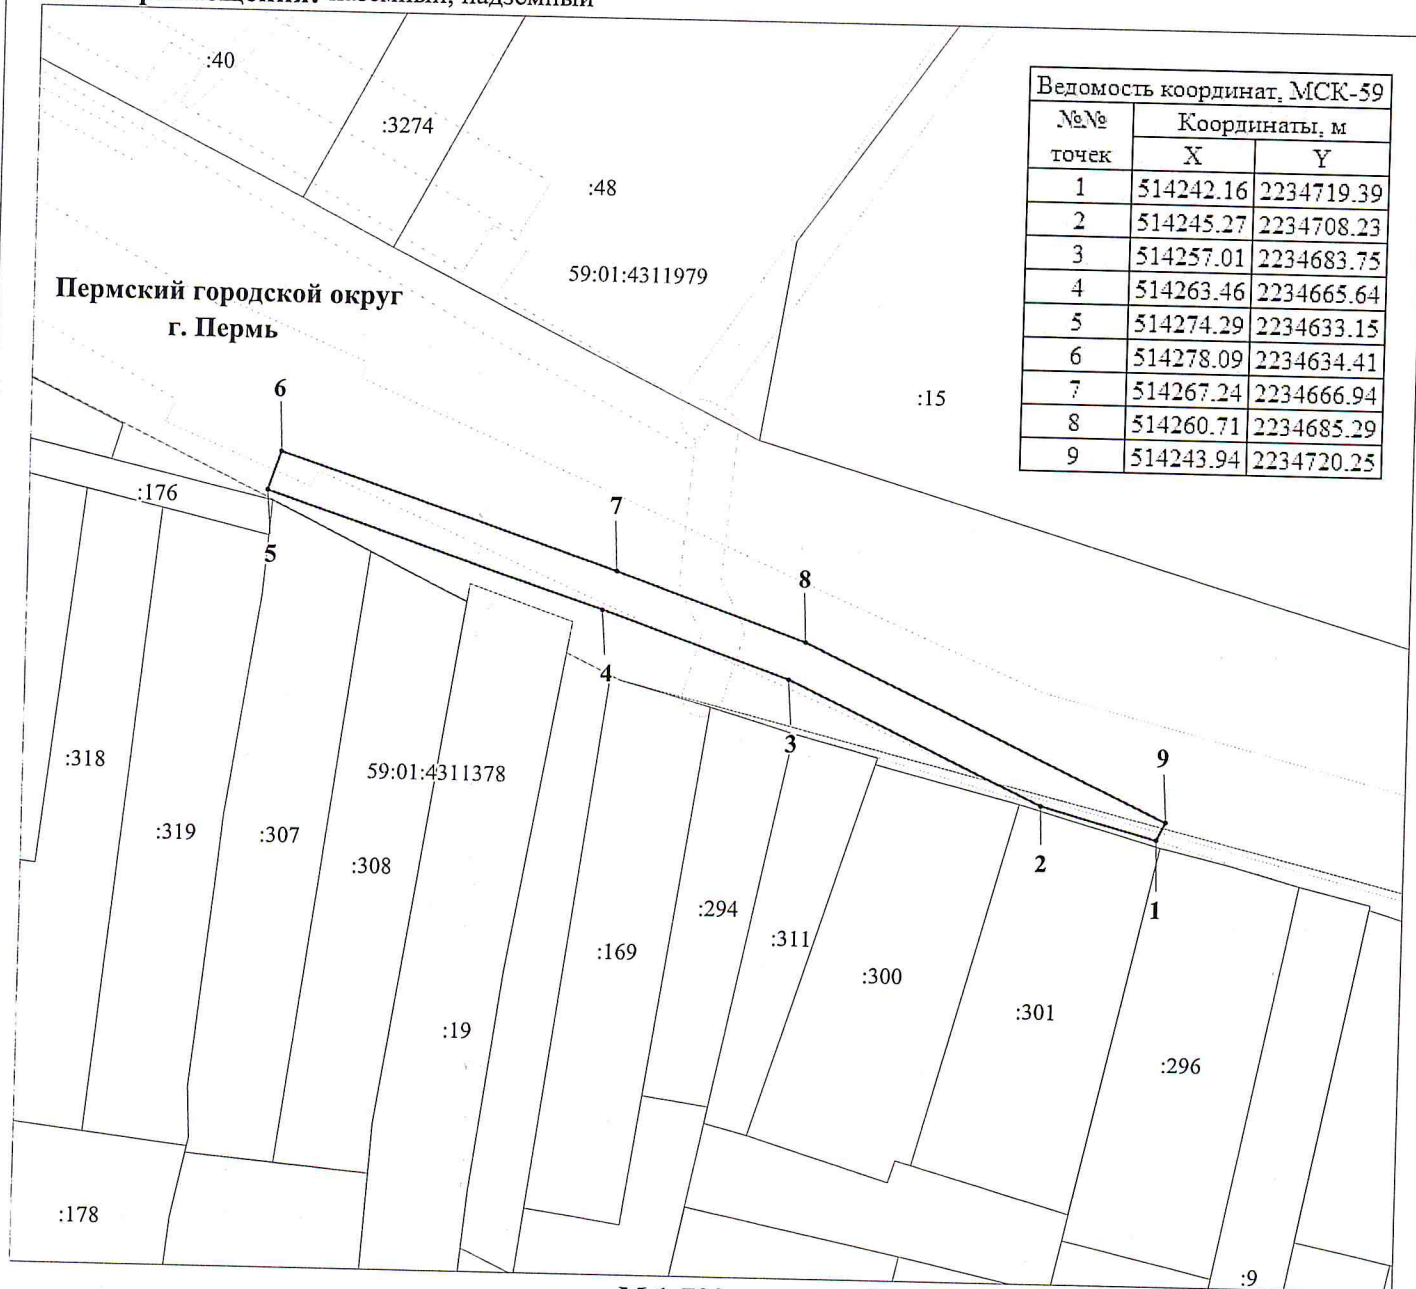 наземный, надземный
:40
:3274
:48
59:01:4311979
Ведомость координат, МСК-59
№№ точек Координаты, м
X Y
1 514242.16 2234719.39
2 514245.27 2234708.23
3 514257.01 2234683.75
4 514263.46 2234665.64
5 514274.29 2234633.15
6 514278.09 2234634.41
7 514267.24 2234666.94
8 514260.71 2234685.29
9 514243.94 2234720.25
Пермский городской округ
г. Пермь
:15
6
7
8
9
:176
5
4
3
2
1
:318
59:01:4311378
:319
:307
:308
:294
:311
:169
:300
:301
:19
:296
:178
:9